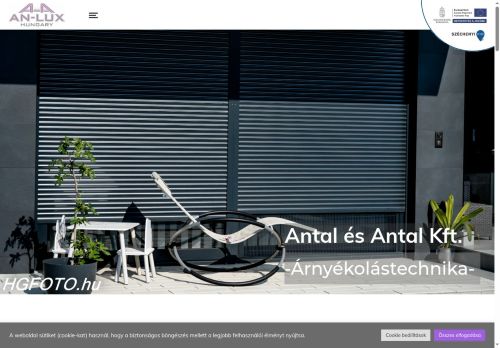 AN-LUX
HUNGARY
SZÉCHENYI
Antal és Antal Kft.
-Árnyékolástechnika-
HGFOTO.hu
A weboldal sütiket (cookie-kat) használ, hogy a biztonságos böngészés mellett a legjobb felhasználói élményt nyújtsa.
Cookie beállítások
Összes elfogadása